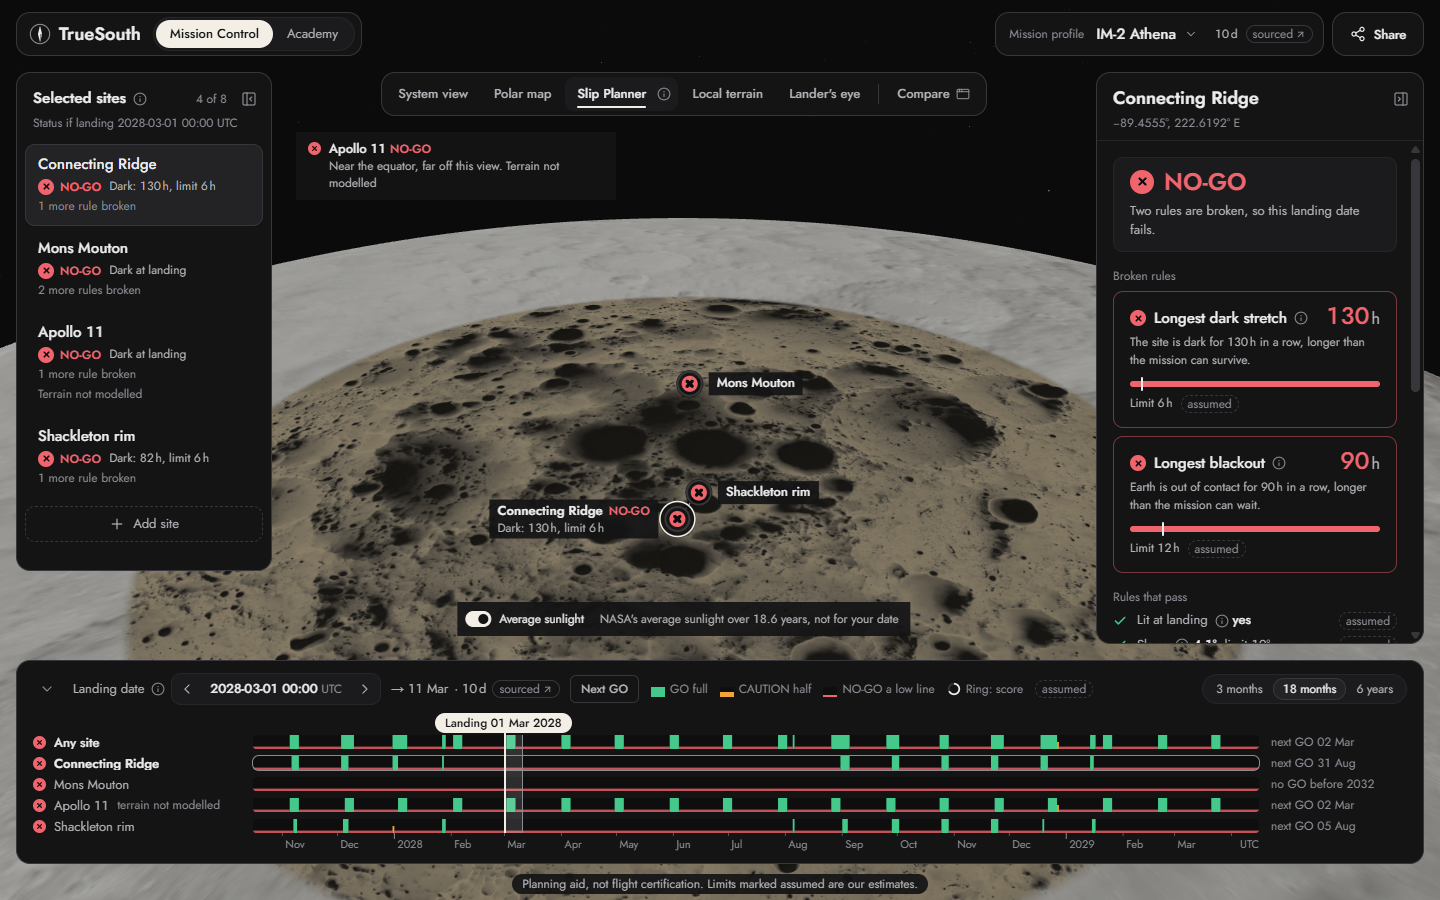 TrueSouth
Mission Control
Academy
Mission profile IM-2 Athena 10 d sourced ↗
Share
Selected sites 4 of 8
Status if landing 2028-03-01 00:00 UTC
Connecting Ridge
NO-GO Dark: 130 h, limit 6 h
1 more rule broken
Mons Mouton
NO-GO Dark at landing
2 more rules broken
Apollo 11
NO-GO Dark at landing
1 more rule broken
Terrain not modelled
Shackleton rim
NO-GO Dark: 82 h, limit 6 h
1 more rule broken
+ Add site
System view
Polar map
Slip Planner
Local terrain
Lander's eye
Compare
Apollo 11 NO-GO
Near the equator, far off this view. Terrain not
modelled
Mons Mouton
Shackleton rim
Connecting Ridge NO-GO
Dark: 130 h, limit 6 h
Average sunlight NASA's average sunlight over 18.6 years, not for your date
Connecting Ridge
−89.4555°, 222.6192° E
NO-GO
Two rules are broken, so this landing date
fails.
Broken rules
Longest dark stretch 130 h
The site is dark for 130 h in a row, longer than
the mission can survive.
Limit 6 h assumed
Longest blackout 90 h
Earth is out of contact for 90 h in a row, longer
than the mission can wait.
Limit 12 h assumed
Rules that pass
Lit at landing yes assumed
Landing date
2028-03-01 00:00 UTC
→ 11 Mar · 10 d sourced ↗
Next GO
GO full
CAUTION half
NO-GO a low line
Ring: score
assumed
3 months
18 months
6 years
Landing 01 Mar 2028
Any site next GO 02 Mar
Connecting Ridge next GO 31 Aug
Mons Mouton no GO before 2032
Apollo 11 terrain not modelled next GO 02 Mar
Shackleton rim next GO 05 Aug
Nov Dec 2028 Feb Mar Apr May Jun Jul Aug Sep Oct Nov Dec 2029 Feb Mar UTC
Planning aid, not flight certification. Limits marked assumed are our estimates.